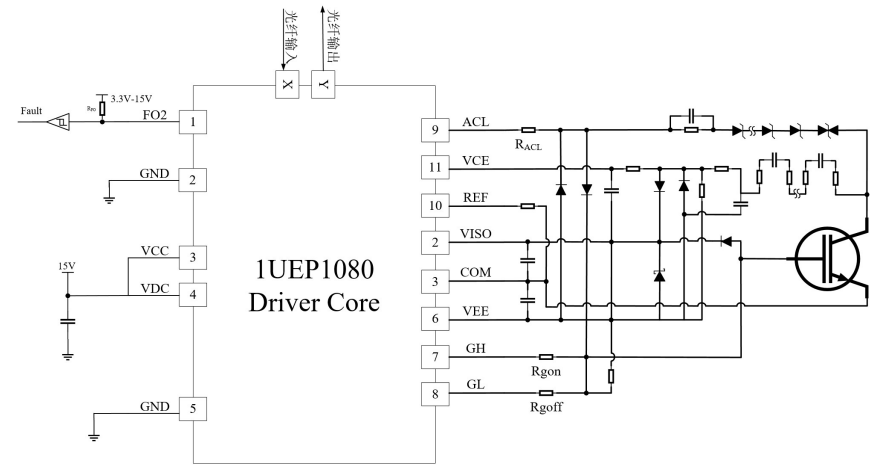 光纤输入
光纤输出
X
Y
3.3V-15V
R_FO
Fault
FO2
1
GND
2
VCC
3
15V
VDC
4
GND
5
1UEP1080
Driver Core
9
ACL
R_ACL
11
VCE
10
REF
2
VISO
3
COM
6
VEE
7
GH
Rgon
8
GL
Rgoff